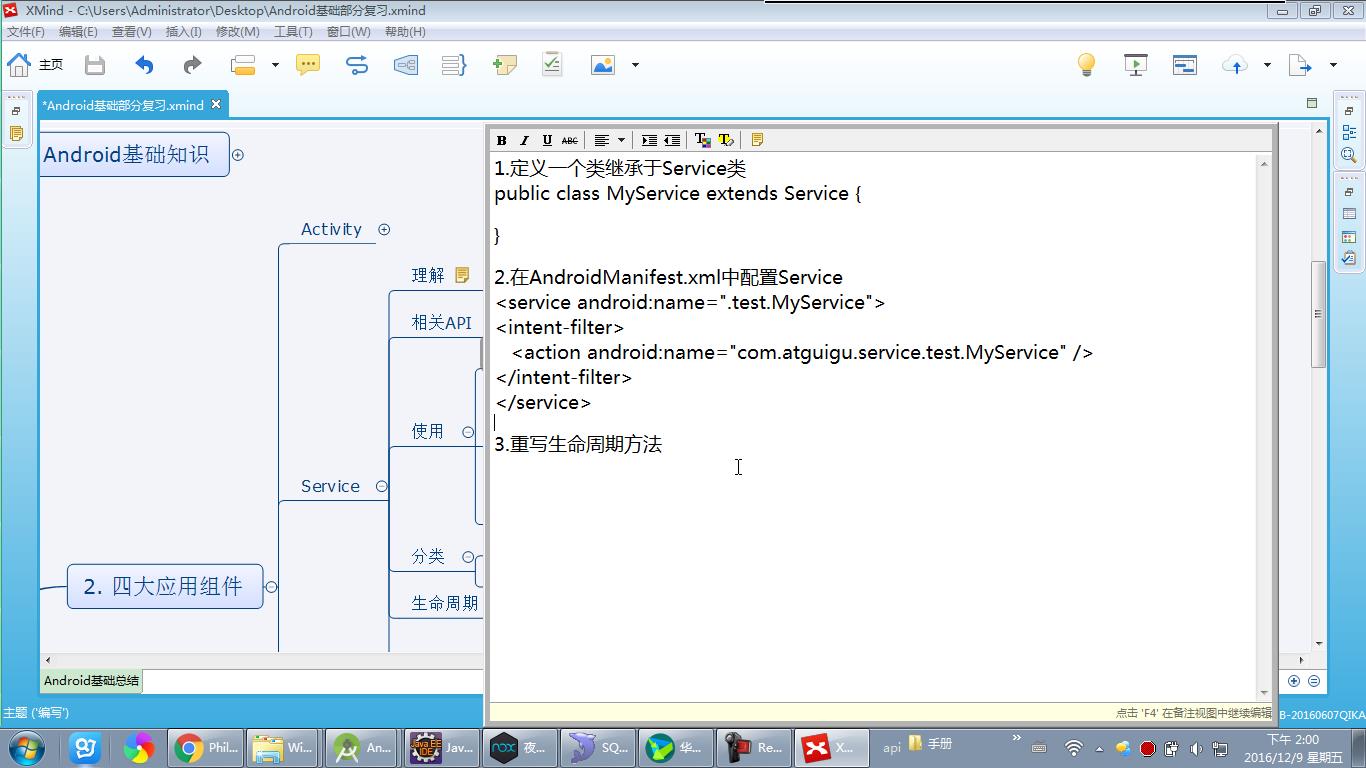 XMind - C:\Users\Administrator\Desktop\Android基础部分复习.xmind
文件(F) 编辑(E) 查看(V) 插入(I) 修改(M) 工具(T) 窗口(W) 帮助(H)
主页
*Android基础部分复习.xmind
B I U ABC
Android基础知识
Activity
理解
相关API
使用
Service
分类
2. 四大应用组件
生命周期
1.定义一个类继承于Service类
public class MyService extends Service {
}
2.在AndroidManifest.xml中配置Service
<service android:name=".test.MyService">
<intent-filter>
<action android:name="com.atguigu.service.test.MyService" />
</intent-filter>
</service>
3.重写生命周期方法
Android基础总结
点击 'F4' 在备注视图中继续编辑
主题 ('编写')
B-20160607QIKA
Phil...
Wi...
An...
Jav...
夜...
SQ...
华...
Re...
X...
api
手册
下午 2:00
2016/12/9 星期五